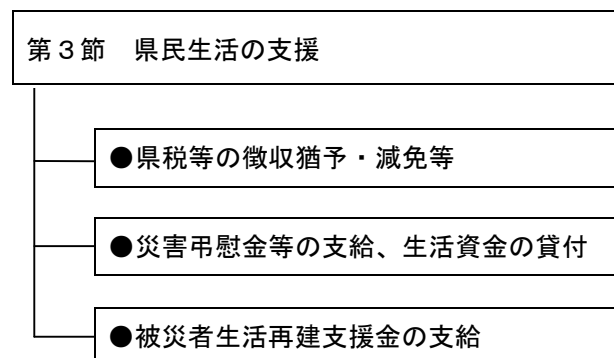 第３節　県民生活の支援
●県税等の徴収猶予・減免等
●災害弔慰金等の支給、生活資金の貸付
●被災者生活再建支援金の支給